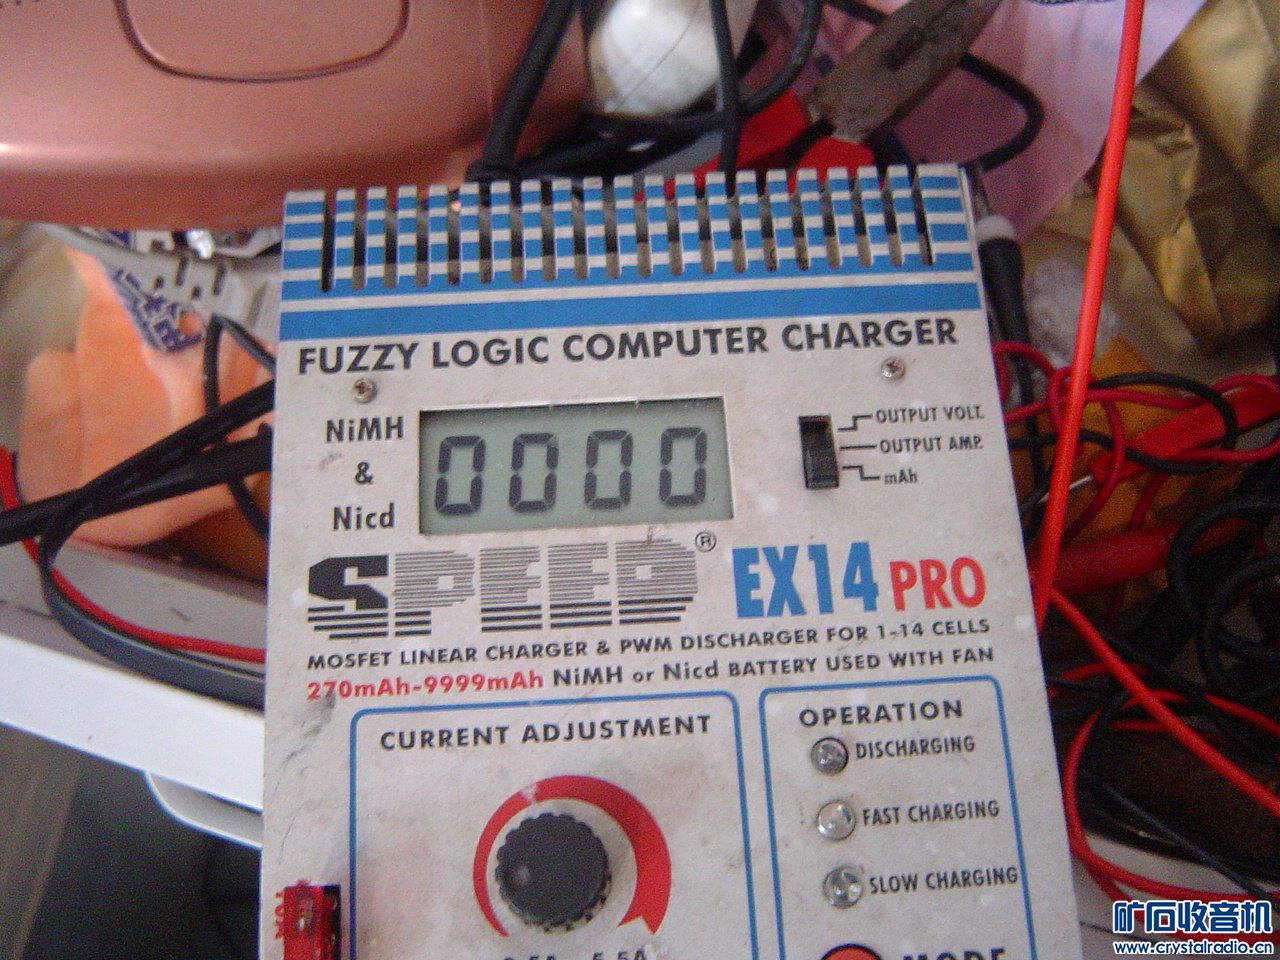 FUZZY LOGIC COMPUTER CHARGER
NiMH
&
Nicd
0000
OUTPUT VOLT.
OUTPUT AMP.
mAh
SPEED®
EX14 PRO
MOSFET LINEAR CHARGER & PWM DISCHARGER FOR 1-14 CELLS
270mAh-9999mAh NiMH or Nicd BATTERY USED WITH FAN
CURRENT ADJUSTMENT
OPERATION
DISCHARGING
FAST CHARGING
SLOW CHARGING
MODE
矿石收音机
www.crystalradio.cn